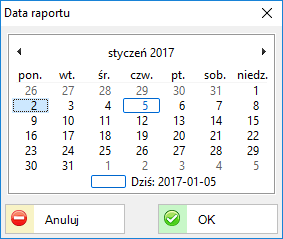 Data raportu
styczeń 2017
pon. wt. śr. czw. pt. sob. niedz.
26 27 28 29 30 31 1
2 3 4 5 6 7 8
9 10 11 12 13 14 15
16 17 18 19 20 21 22
23 24 25 26 27 28 29
30 31 1 2 3 4 5
Dziś: 2017-01-05
Anuluj OK